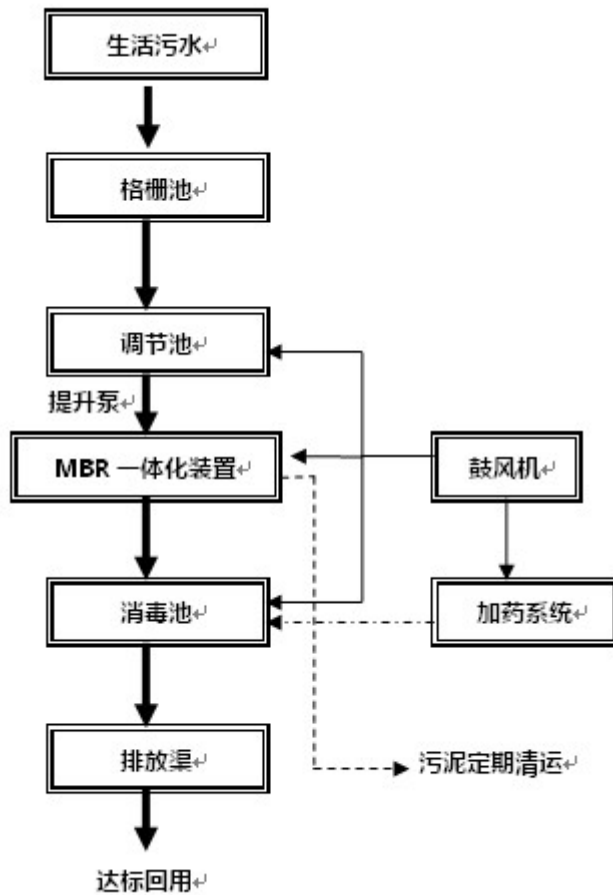 生活污水
格栅池
调节池
提升泵
MBR 一体化装置
鼓风机
消毒池
加药系统
排放渠
污泥定期清运
达标回用